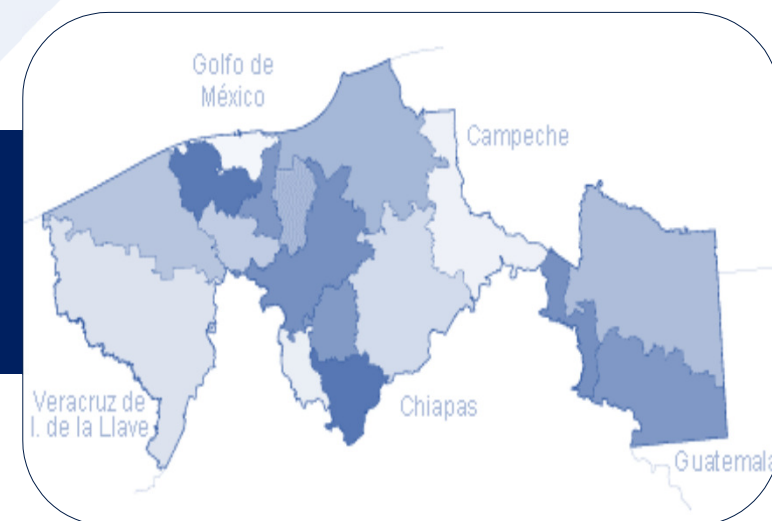 Golfo de
México
Campeche
Veracruz de
I. de la Llave
Chiapas
Guatemala